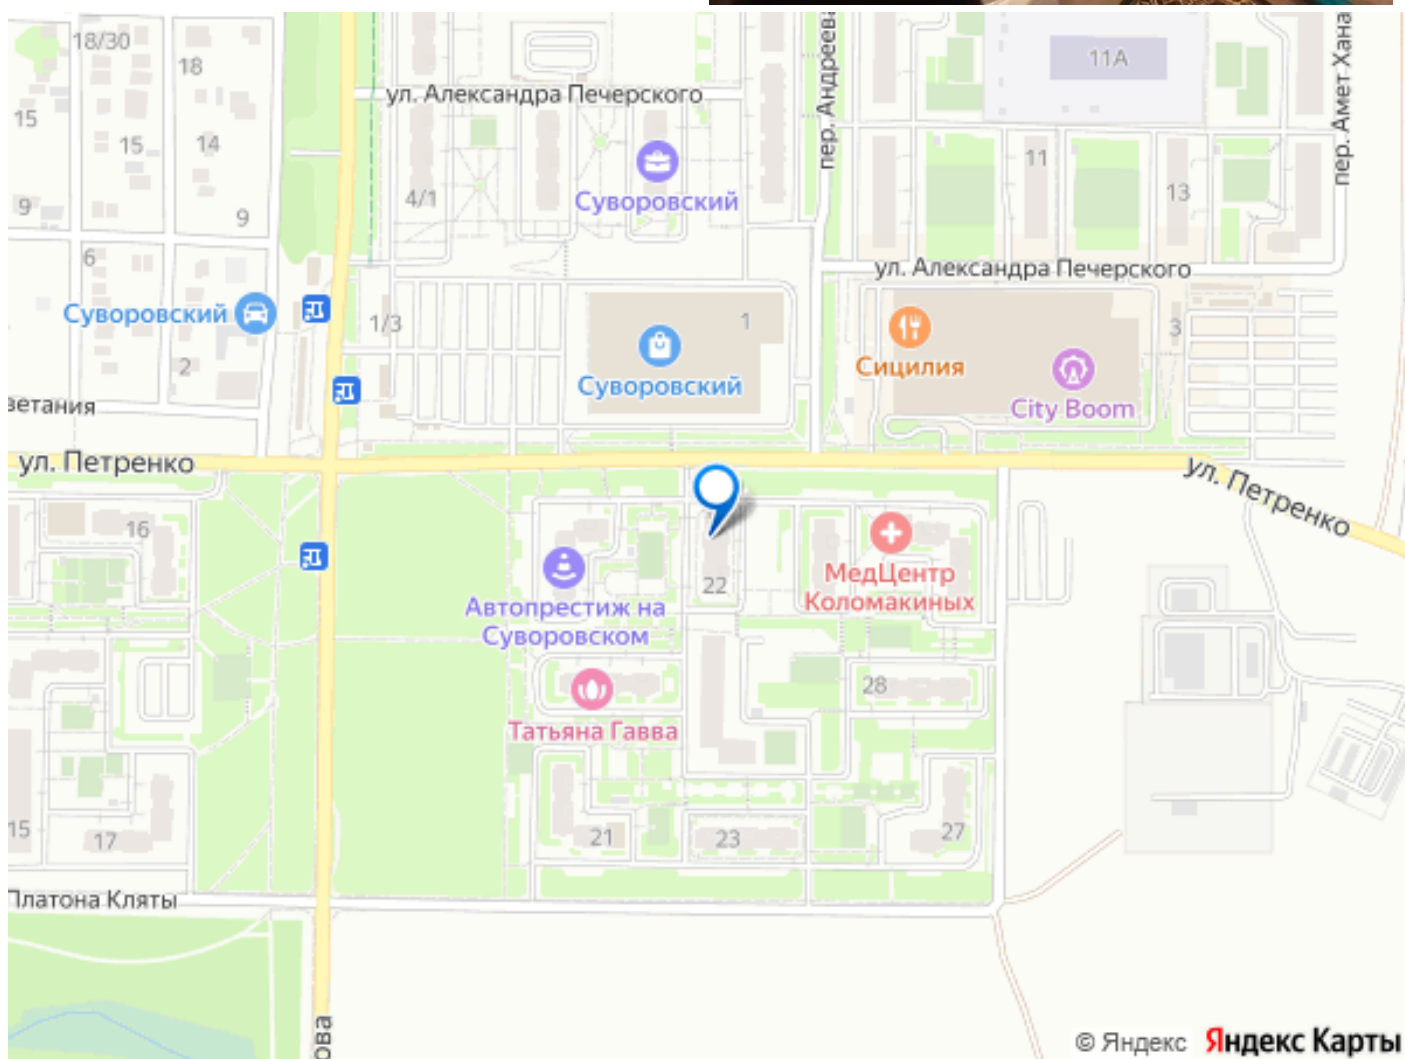 18/30
18
11А
ул. Александра Печерского
пер. Андреева
пер. Амет Хана
15
15
14
11
Суворовский
4/1
13
9
9
6
ул. Александра Печерского
Суворовский
1/3
1
3
Сицилия
2
Суворовский
City Boom
ветания
ул. Петренко
ул. Петренко
16
МедЦентр
Коломакиных
22
Автопрестиж на
Суворовском
28
Татьяна Гавва
15
17
21
23
27
Платона Кляты
ова
© Яндекс Яндекс Карты